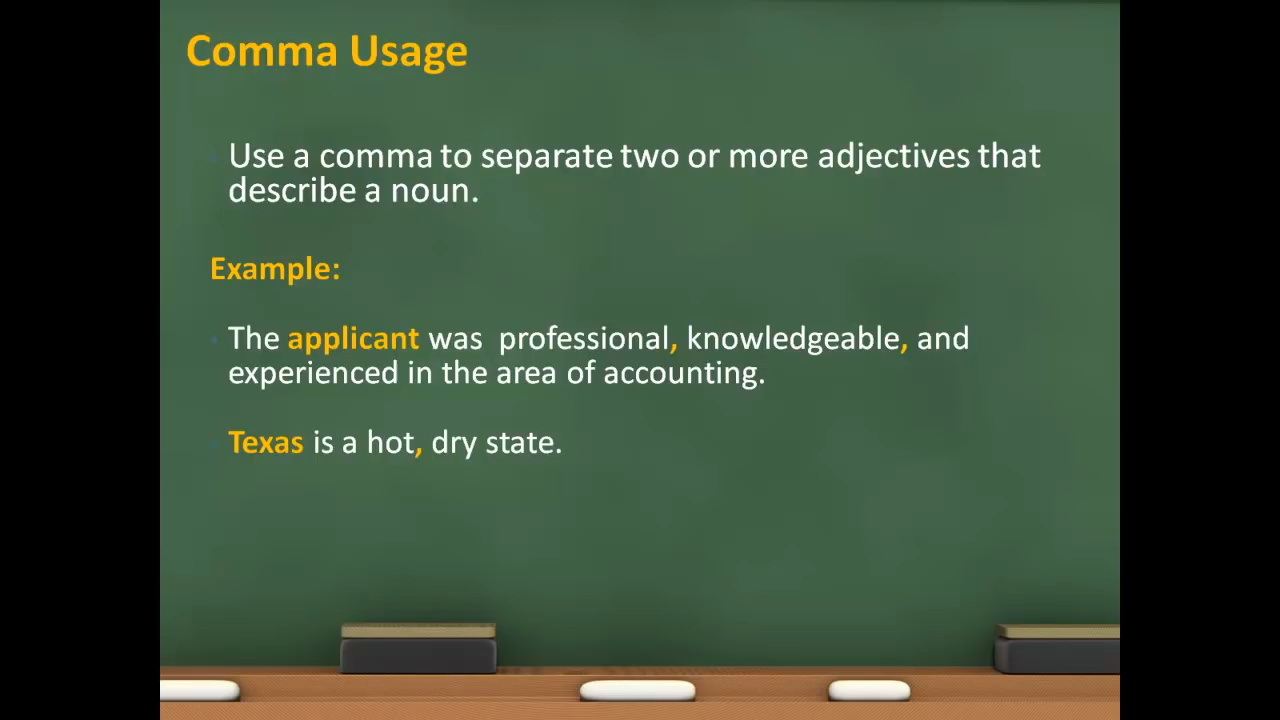 Comma Usage
Use a comma to separate two or more adjectives that
describe a noun.
Example:
The applicant was professional, knowledgeable, and
experienced in the area of accounting.
Texas is a hot, dry state.